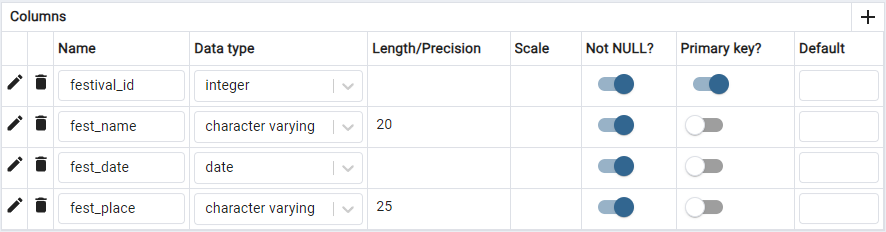 Columns
Name Data type Length/Precision Scale Not NULL? Primary key? Default
festival_id integer
fest_name character varying 20
fest_date date
fest_place character varying 25